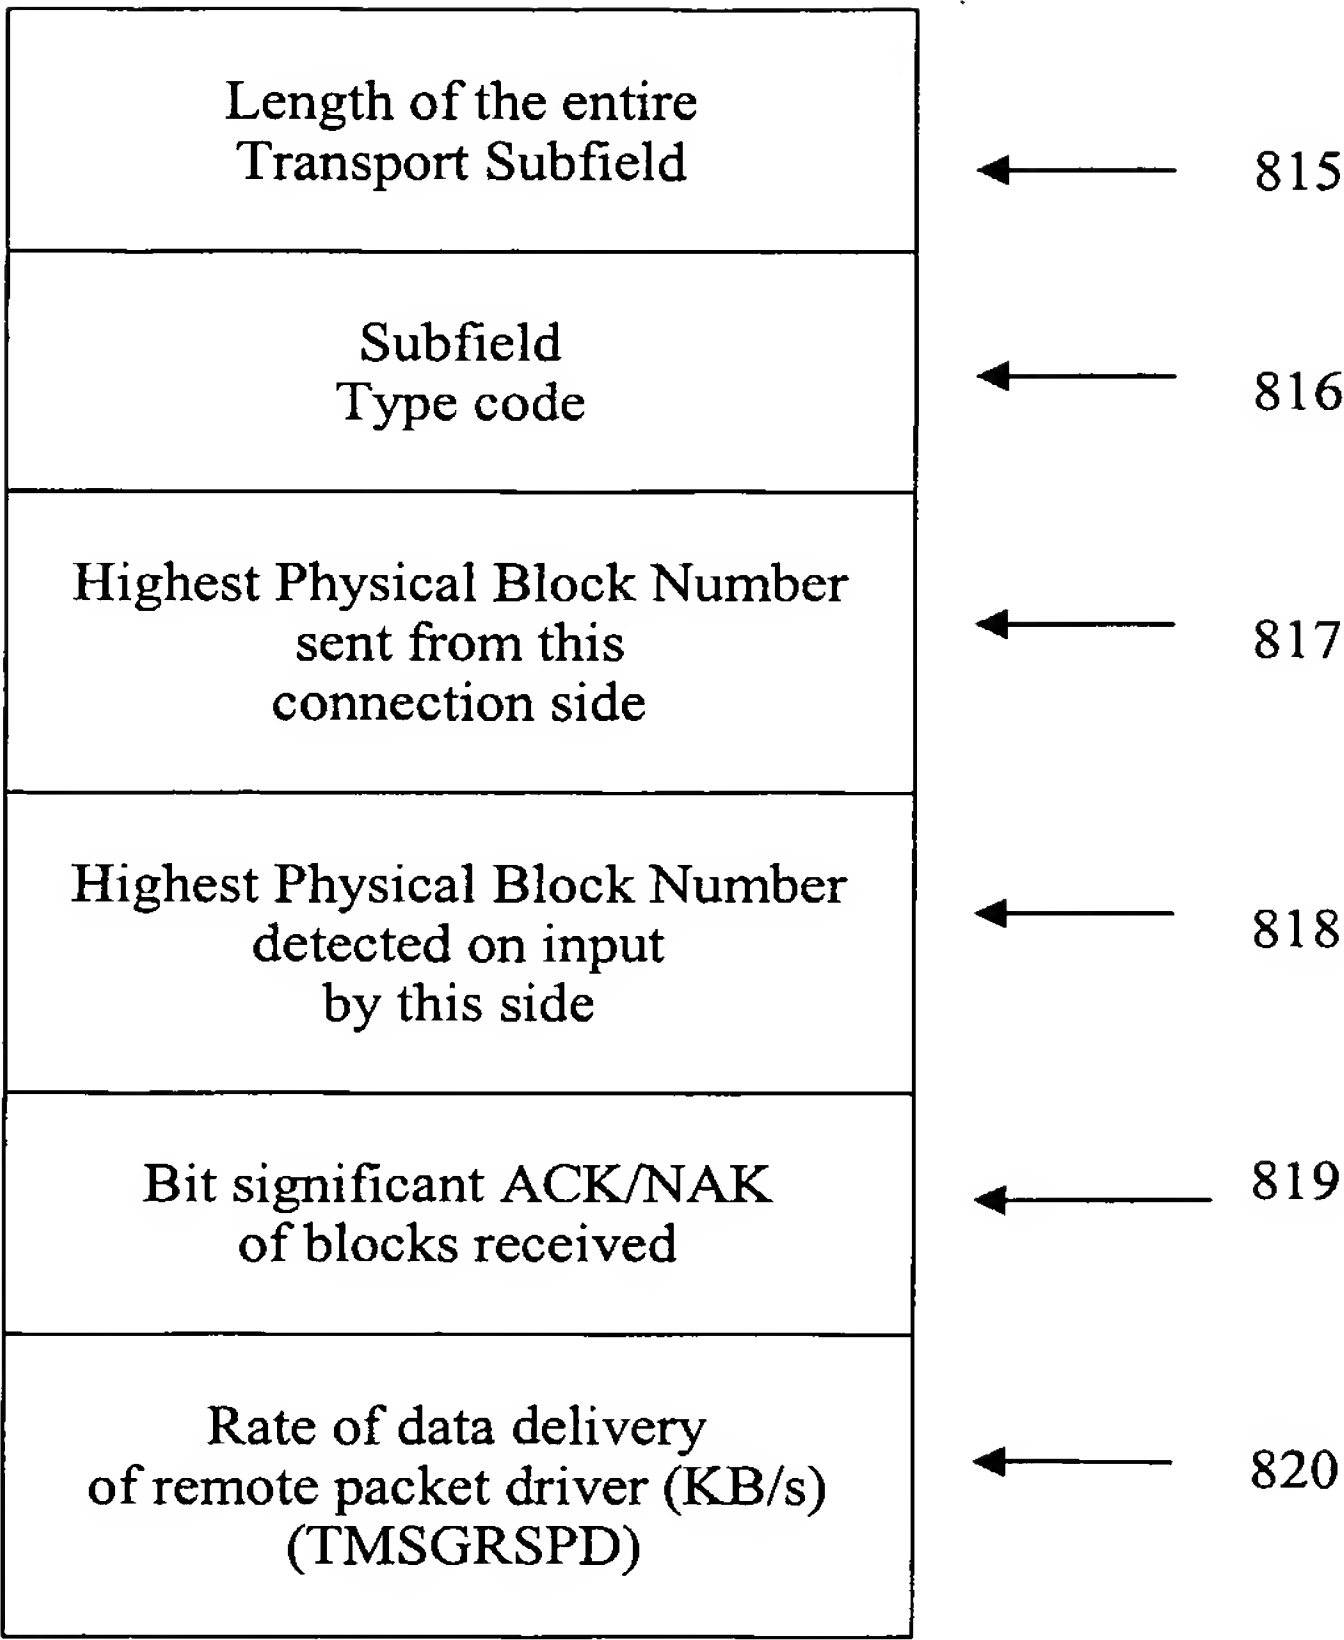 Length of the entire
Transport Subfield
815
Subfield
Type code
816
Highest Physical Block Number
sent from this
connection side
817
Highest Physical Block Number
detected on input
by this side
818
Bit significant ACK/NAK
of blocks received
819
Rate of data delivery
of remote packet driver (KB/s)
(TMSGRSPD)
820